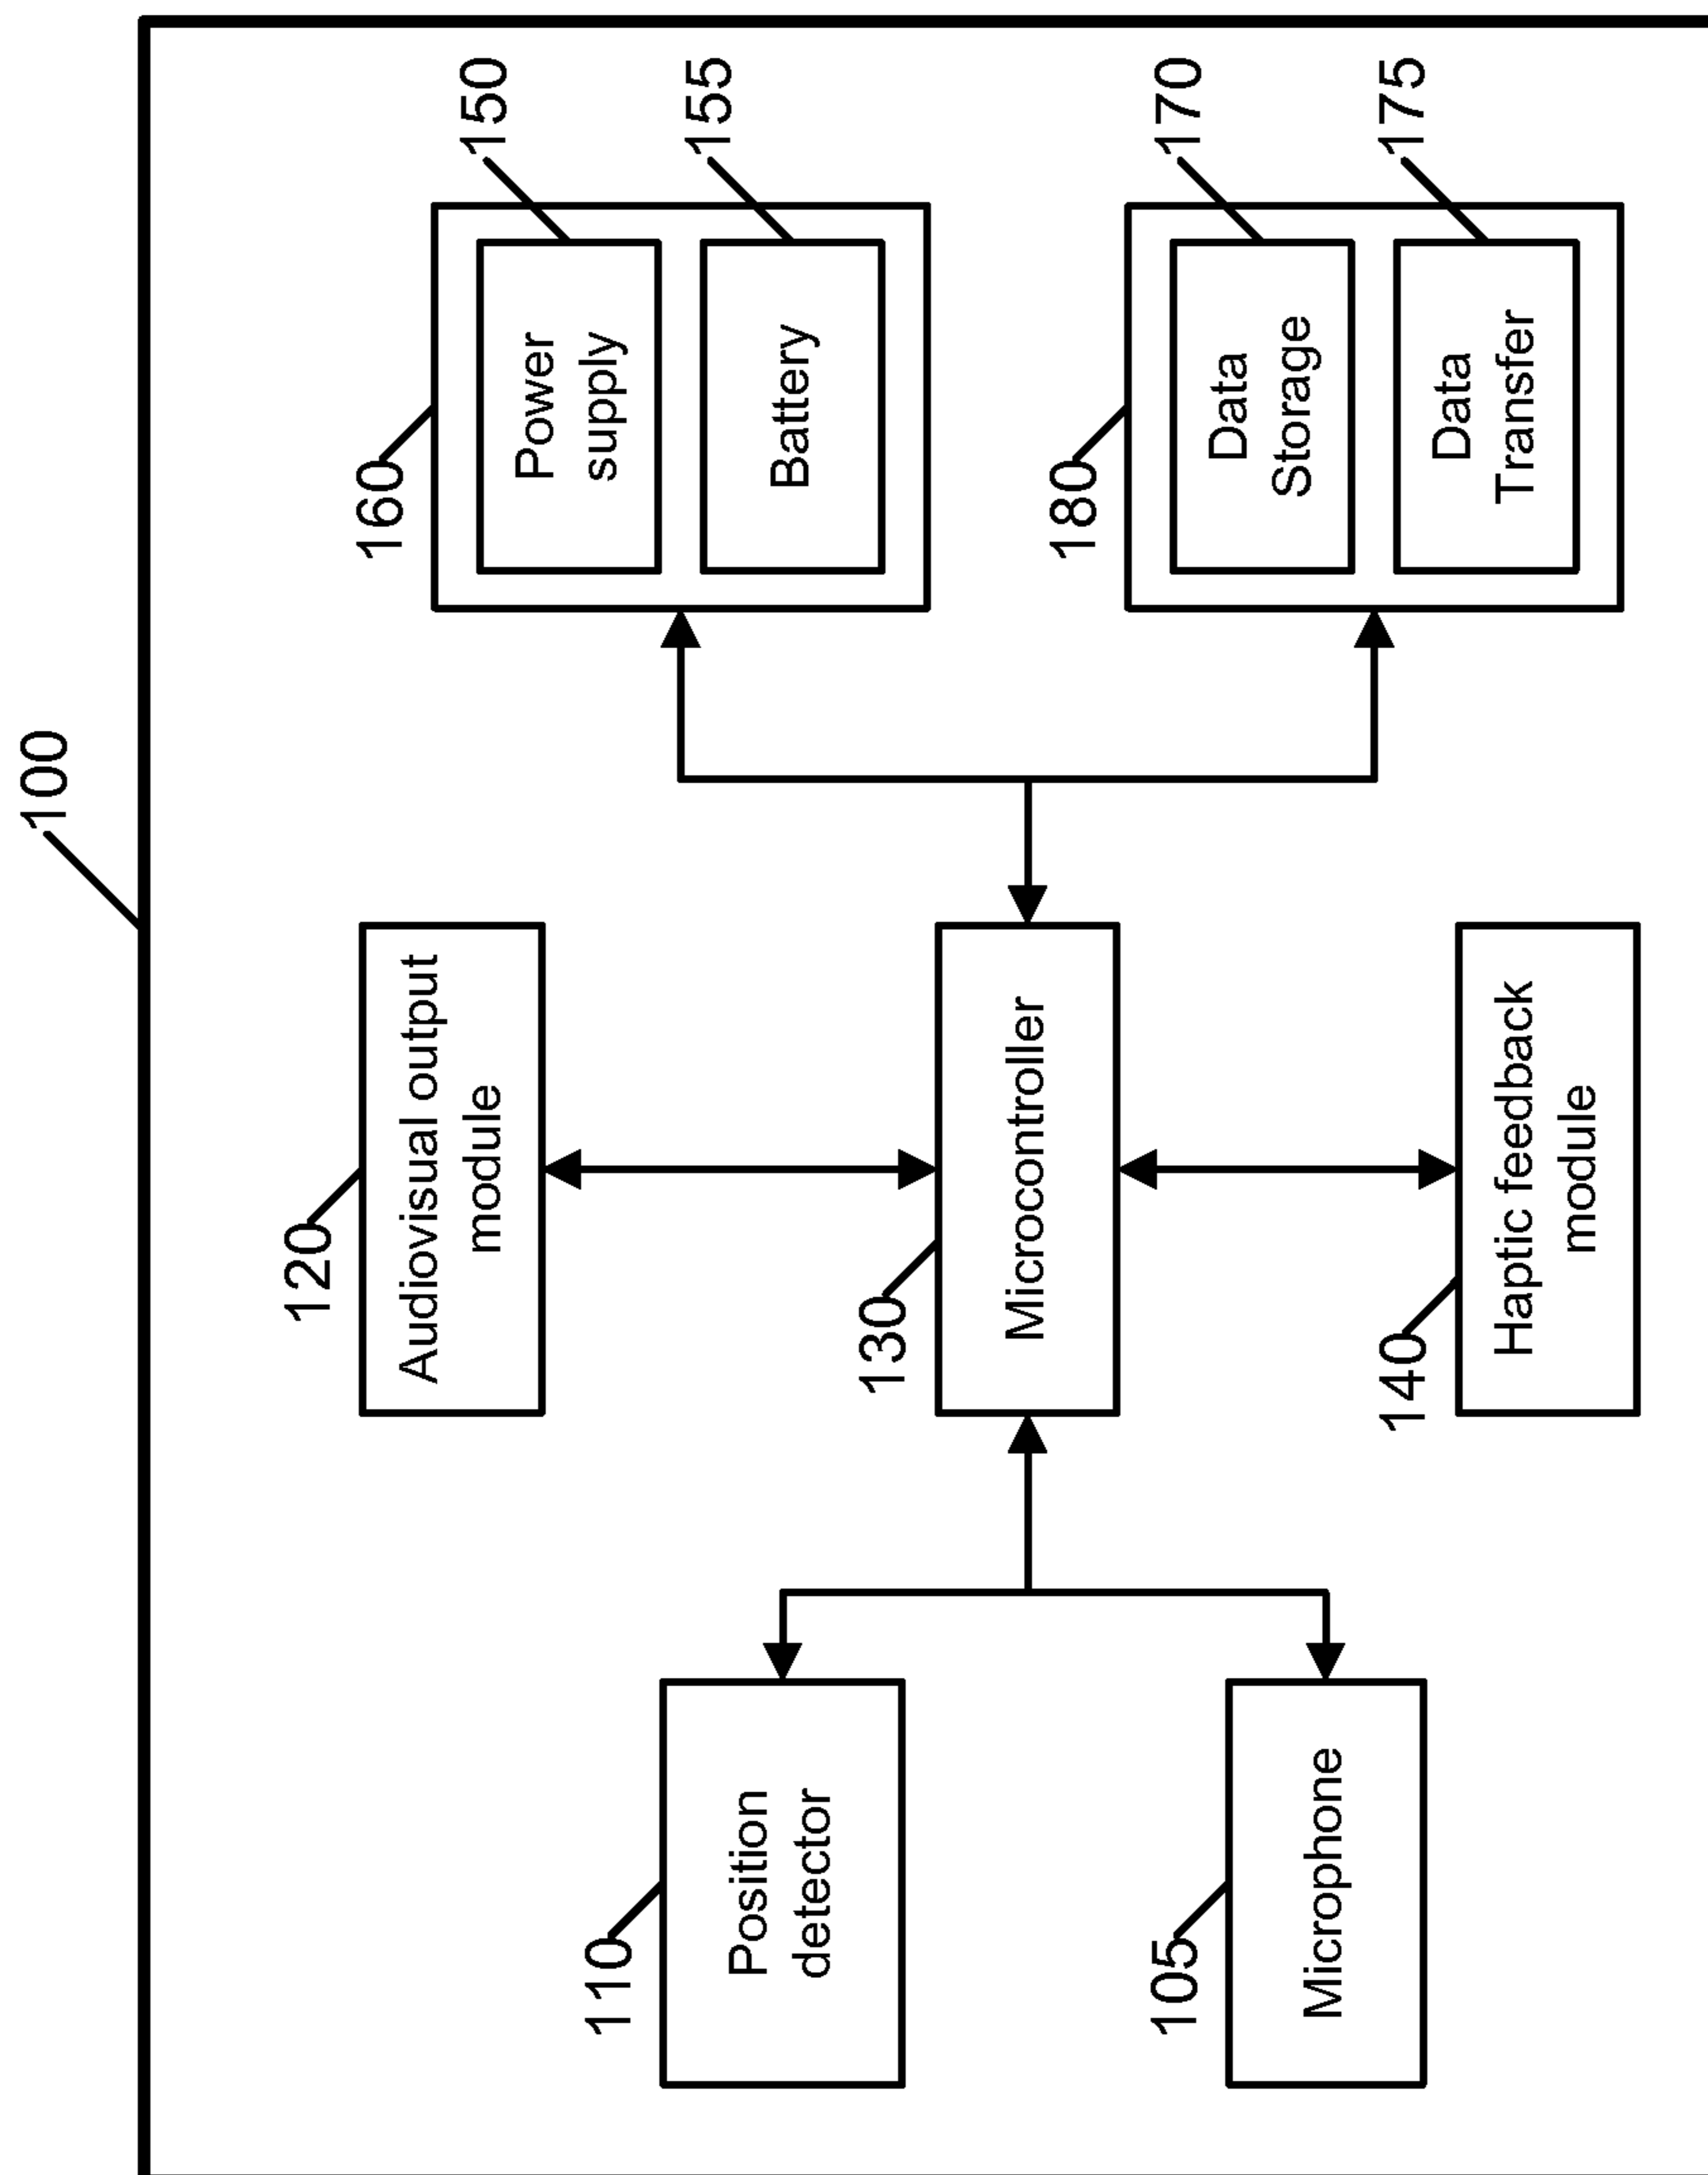 100
120
Audiovisual output
module
160
150
Power
supply
155
Battery
110
Position
detector
130
Microcontroller
180
170
Data
Storage
175
Data
Transfer
105
Microphone
140
Haptic feedback
module